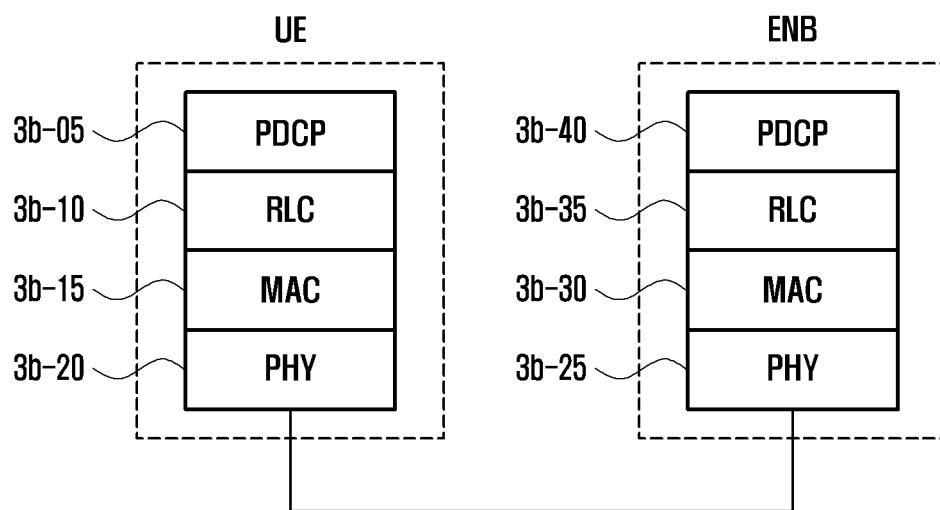 UE ENB
3b-05 PDCP 3b-40 PDCP
3b-10 RLC 3b-35 RLC
3b-15 MAC 3b-30 MAC
3b-20 PHY 3b-25 PHY